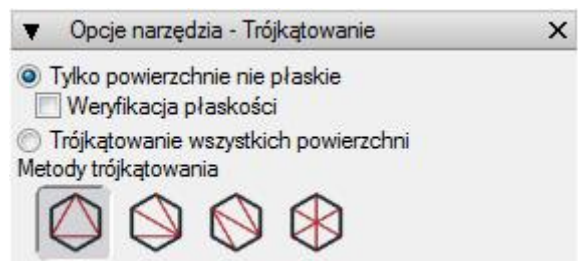 Opcje narzędzia - Trójkątowanie
Tylko powierzchnie nie płaskie
Weryfikacja płaskości
Trójkątowanie wszystkich powierzchni
Metody trójkątowania